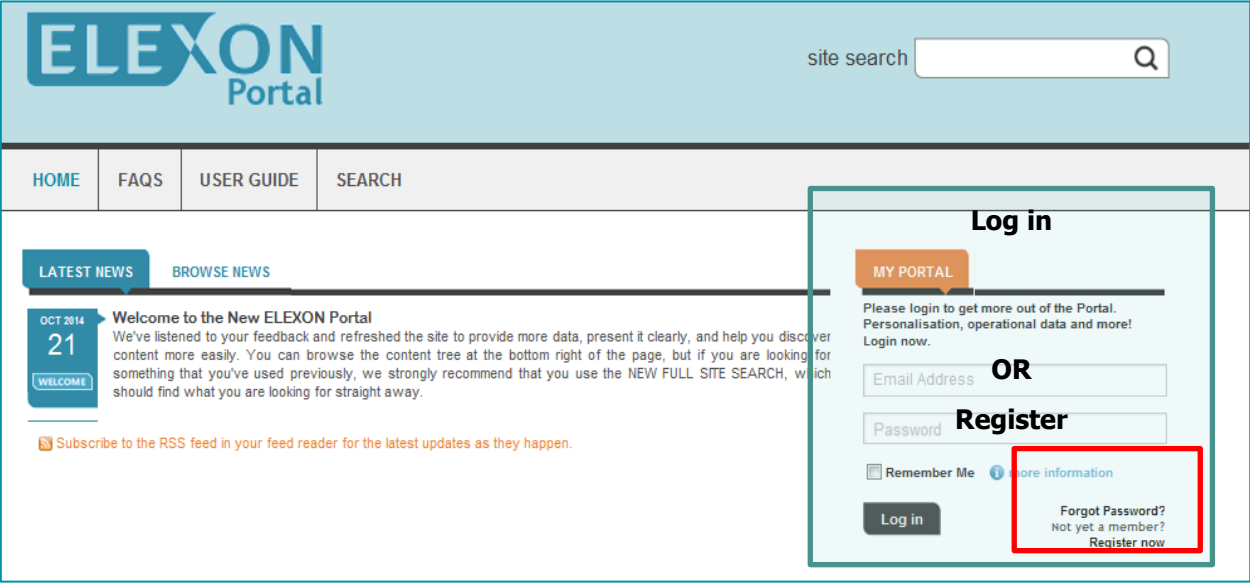 ELEXON
Portal
site search
HOME
FAQS
USER GUIDE
SEARCH
LATEST NEWS
BROWSE NEWS
OCT 2014
21
WELCOME
Welcome to the New ELEXON Portal
We've listened to your feedback and refreshed the site to provide more data, present it clearly, and help you discover
content more easily. You can browse the content tree at the bottom right of the page, but if you are looking for
something that you've used previously, we strongly recommend that you use the NEW FULL SITE SEARCH, which
should find what you are looking for straight away.
Subscribe to the RSS feed in your feed reader for the latest updates as they happen.
Log in
MY PORTAL
Please login to get more out of the Portal.
Personalisation, operational data and more!
Login now.
Email Address
OR
Password
Register
Remember Me
more information
Log in
Forgot Password?
Not yet a member?
Register now